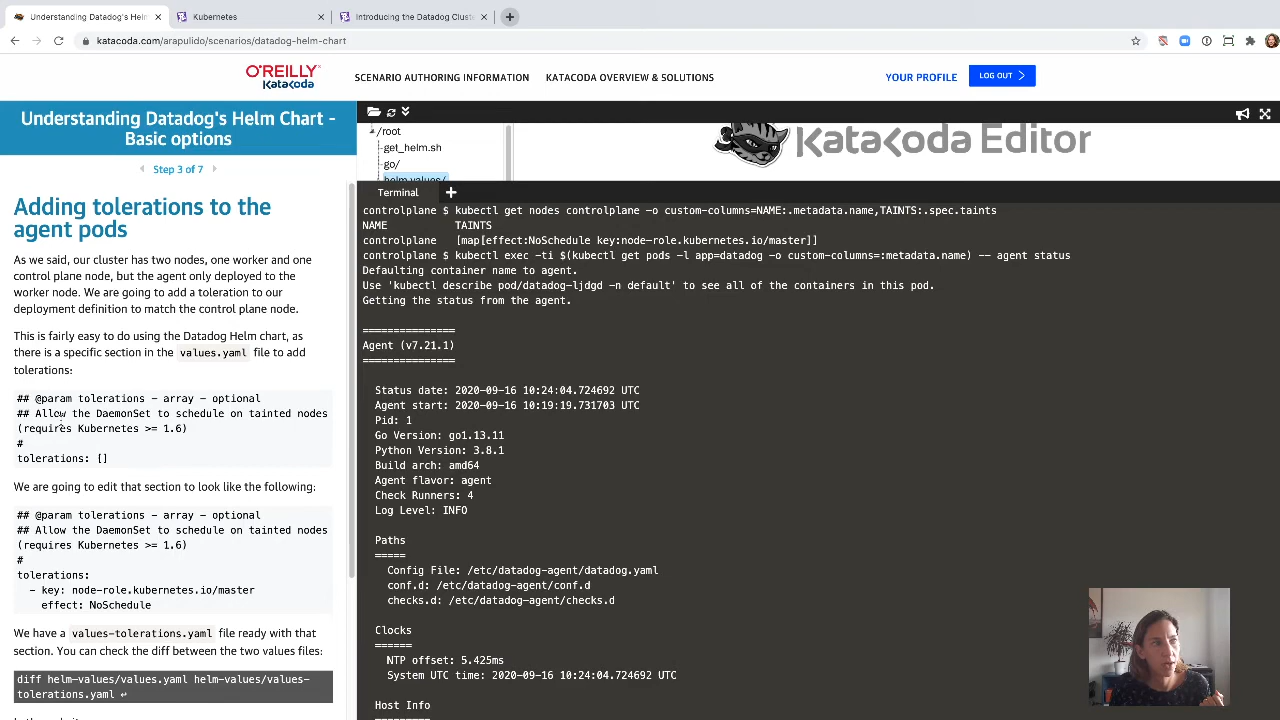 Understanding Datadog's Helm
Kubernetes
Introducing the Datadog Cluste
katacoda.com/arapulido/scenarios/datadog-helm-chart
O'REILLY
Katacoda
SCENARIO AUTHORING INFORMATION
KATACODA OVERVIEW & SOLUTIONS
YOUR PROFILE
LOG OUT
Understanding Datadog's Helm Chart -
Basic options
Step 3 of 7
Adding tolerations to the
agent pods
As we said, our cluster has two nodes, one worker and one
control plane node, but the agent only deployed to the
worker node. We are going to add a toleration to our
deployment definition to match the control plane node.
This is fairly easy to do using the Datadog Helm chart, as
there is a specific section in the values.yaml file to add
tolerations:
## @param tolerations - array - optional
## Allow the DaemonSet to schedule on tainted nodes
(requires Kubernetes >= 1.6)
#
tolerations: []
We are going to edit that section to look like the following:
## @param tolerations - array - optional
## Allow the DaemonSet to schedule on tainted nodes
(requires Kubernetes >= 1.6)
#
tolerations:
- key: node-role.kubernetes.io/master
effect: NoSchedule
We have a values-tolerations.yaml file ready with that
section. You can check the diff between the two values files:
diff helm-values/values.yaml helm-values/values-
tolerations.yaml ↵
/root
get_helm.sh
go/
helm-values/
Katacoda Editor
Terminal
controlplane $ kubectl get nodes controlplane -o custom-columns=NAME:.metadata.name,TAINTS:.spec.taints
NAME TAINTS
controlplane [map[effect:NoSchedule key:node-role.kubernetes.io/master]]
controlplane $ kubectl exec -ti $(kubectl get pods -l app=datadog -o custom-columns=:metadata.name) -- agent status
Defaulting container name to agent.
Use 'kubectl describe pod/datadog-ljdgd -n default' to see all of the containers in this pod.
Getting the status from the agent.
===============
Agent (v7.21.1)
===============
Status date: 2020-09-16 10:24:04.724692 UTC
Agent start: 2020-09-16 10:19:19.731703 UTC
Pid: 1
Go Version: go1.13.11
Python Version: 3.8.1
Build arch: amd64
Agent flavor: agent
Check Runners: 4
Log Level: INFO
Paths
=====
Config File: /etc/datadog-agent/datadog.yaml
conf.d: /etc/datadog-agent/conf.d
checks.d: /etc/datadog-agent/checks.d
Clocks
======
NTP offset: 5.425ms
System UTC time: 2020-09-16 10:24:04.724692 UTC
Host Info
=========